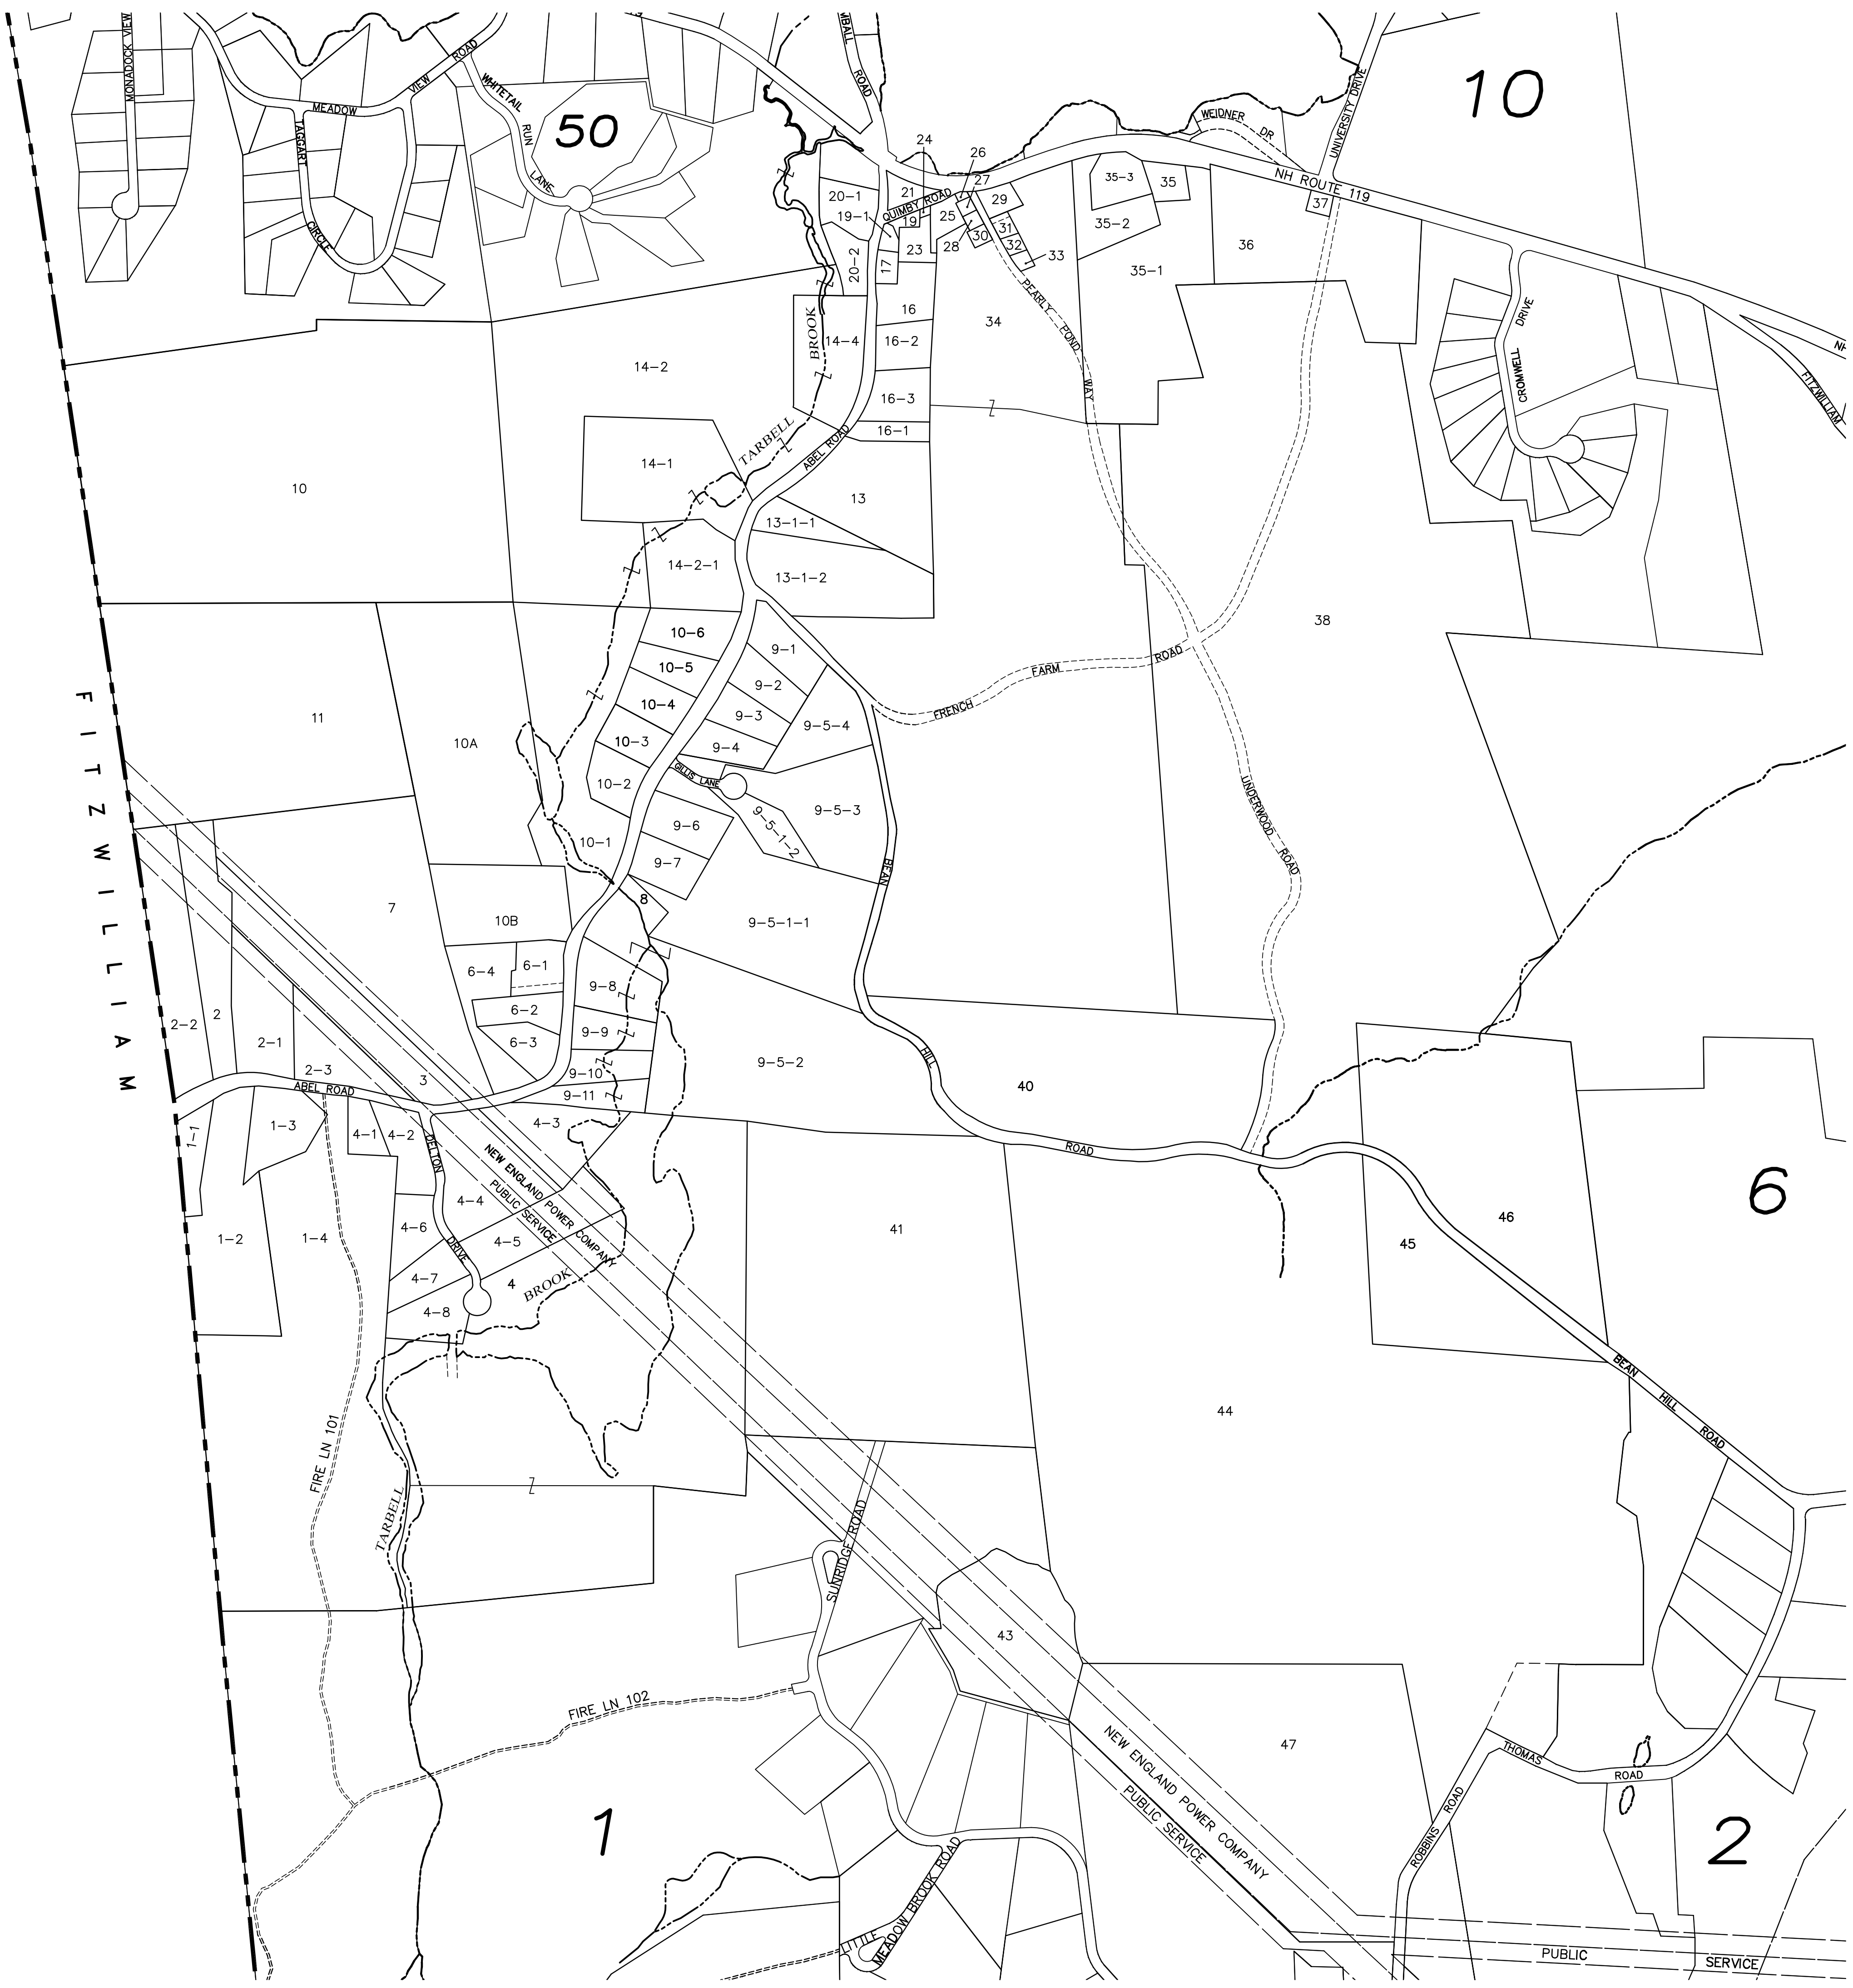 MONADOCK VIEW
MEADOW
VIEW
ROAD
WHITETAIL
RUN
LANE
TAGGART
CIRCLE
50
ROAD
10
UNIVERSITY DRIVE
WEIDNER
DR
NH ROUTE 119
24
26
27
21
QUIMBY ROAD
20-1
19-1
19
25
29
28
30
31
32
33
23
17
20-2
35-3
35
35-2
35-1
36
37
PEARLY
POND
WAY
34
16
16-2
16-3
16-1
14-4
BROOK
14-2
14-1
TARBELL
ABEL ROAD
CROMWELL
DRIVE
FITZWILLIAM
10
13
13-1-1
13-1-2
14-2-1
38
10-6
10-5
10-4
10-3
10-2
10-1
9-1
9-2
9-3
9-4
9-5-4
GILLIS LANE
9-5-3
9-5-1-2
9-6
9-7
FRENCH
FARM
ROAD
UNDERWOOD
ROAD
BEAN
FITZWILLIAM
11
10A
7
10B
8
9-5-1-1
6-4
6-1
6-2
6-3
9-8
9-9
9-10
9-11
9-5-2
2-2
2
2-1
2-3
3
ABEL ROAD
HILL
40
ROAD
1-1
1-3
4-1
4-2
4-3
DELTON
DRIVE
1-2
1-4
4-4
4-6
4-5
4-7
4
4-8
BROOK
NEW ENGLAND POWER COMPANY
PUBLIC SERVICE
41
45
46
6
44
BEAN
HILL
ROAD
FIRE LN 101
TARBELL
SUNRIDGE ROAD
43
FIRE LN 102
47
NEW ENGLAND POWER COMPANY
PUBLIC SERVICE
THOMAS
ROAD
ROBBINS
ROAD
1
2
LITTLE
MEADOW BROOK ROAD
PUBLIC
SERVICE